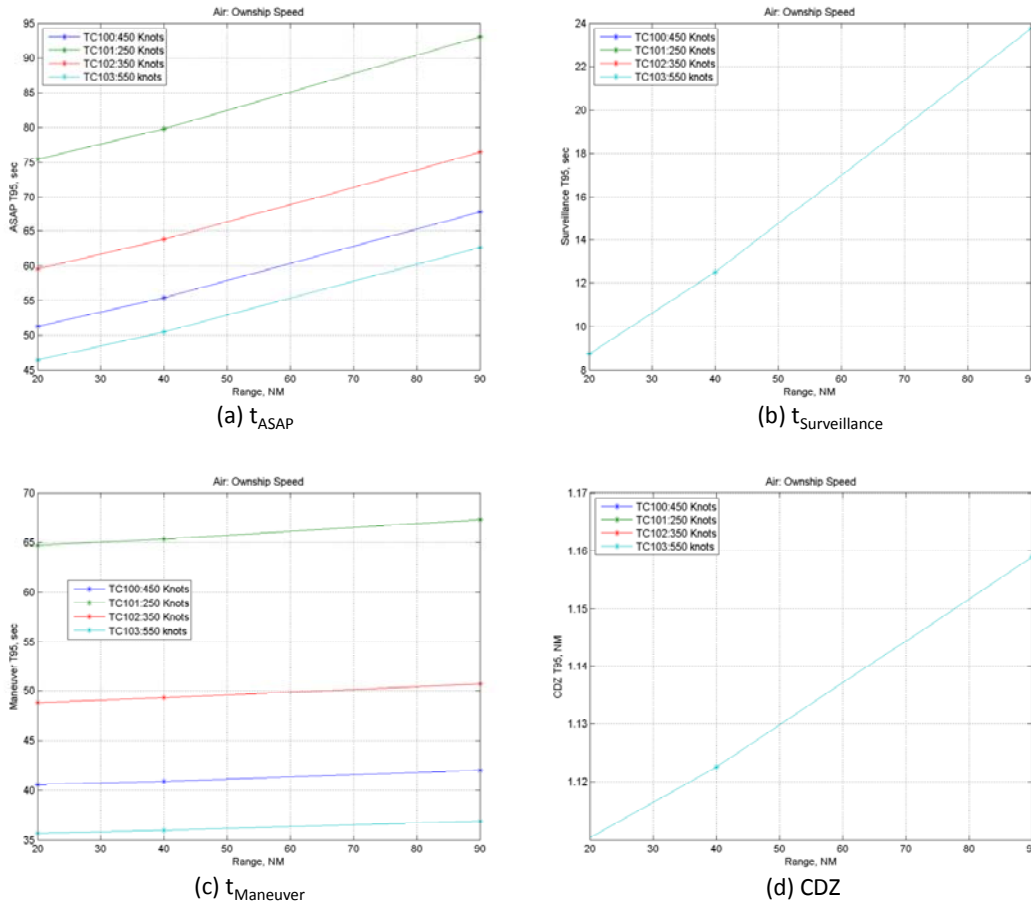 Air: Ownship Speed
TC100:450 Knots
TC101:250 Knots
TC102:350 Knots
TC103:550 knots
ASAP T95, sec
95
90
85
80
75
70
65
60
55
50
45
20 30 40 50 60 70 80 90
Range, NM
(a) tASAP
Air: Ownship Speed
TC100:450 Knots
TC101:250 Knots
TC102:350 Knots
TC103:550 knots
Surveillance T95, sec
24
22
20
18
16
14
12
10
8
20 30 40 50 60 70 80 90
Range, NM
(b) tSurveillance
Air: Ownship Speed
TC100:450 Knots
TC101:250 Knots
TC102:350 Knots
TC103:550 knots
Maneuver T95, sec
70
65
60
55
50
45
40
35
20 30 40 50 60 70 80 90
Range, NM
(c) tManeuver
Air: Ownship Speed
TC100:450 Knots
TC101:250 Knots
TC102:350 Knots
TC103:550 knots
CDZ T95, NM
1.17
1.16
1.15
1.14
1.13
1.12
20 30 40 50 60 70 80 90
Range, NM
(d) CDZ